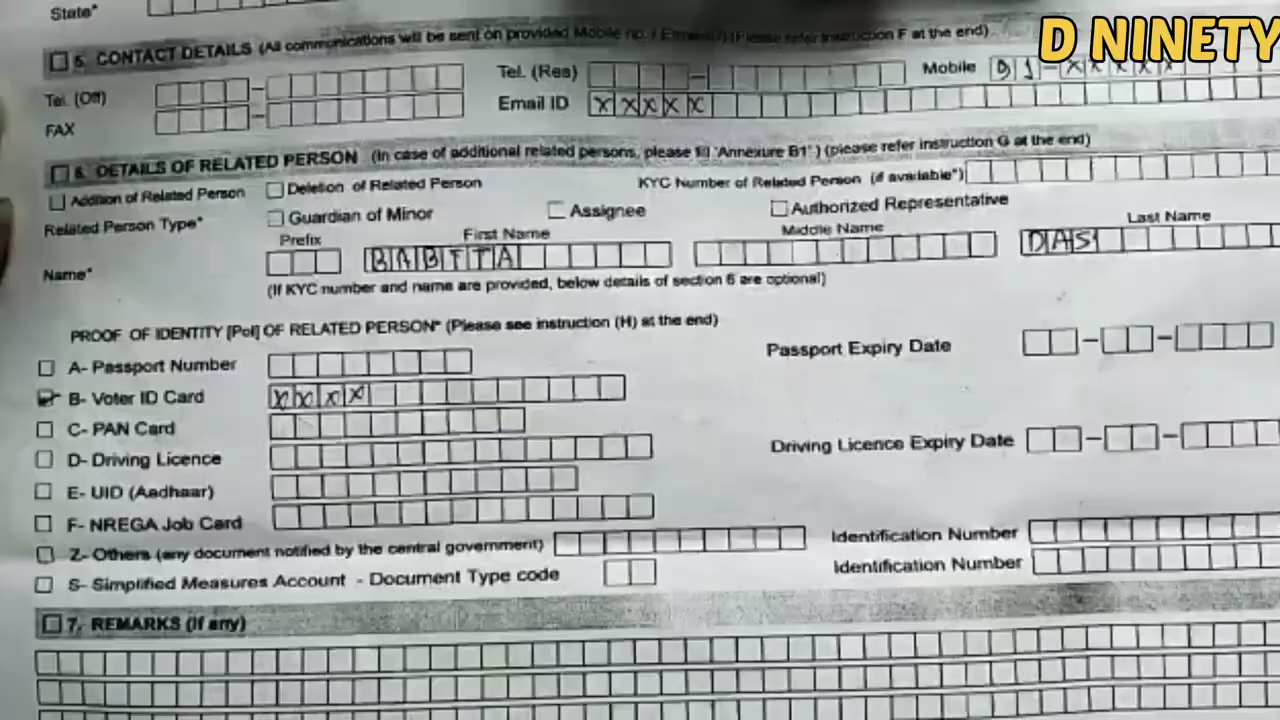 D NINETY
State*
5. CONTACT DETAILS (All communications will be sent on provided Mobile no. / Email-ID) (Please refer instruction F at the end)
Tel. (Off) Tel. (Res) Mobile 91-XXXXX
FAX Email ID XXXXX
6. DETAILS OF RELATED PERSON (In case of additional related persons, please fill 'Annexure B1' ) (please refer instruction G at the end)
Addition of Related Person Deletion of Related Person KYC Number of Related Person (if available*)
Related Person Type* Guardian of Minor Assignee Authorized Representative
Prefix First Name Middle Name Last Name
Name* BABITA DAS
(If KYC number and name are provided, below details of section 6 are optional)
PROOF OF IDENTITY [PoI] OF RELATED PERSON* (Please see instruction (H) at the end)
A- Passport Number Passport Expiry Date
B- Voter ID Card XXXX
C- PAN Card
D- Driving Licence Driving Licence Expiry Date
E- UID (Aadhaar)
F- NREGA Job Card
Z- Others (any document notified by the central government) Identification Number
S- Simplified Measures Account - Document Type code Identification Number
7. REMARKS (If any)